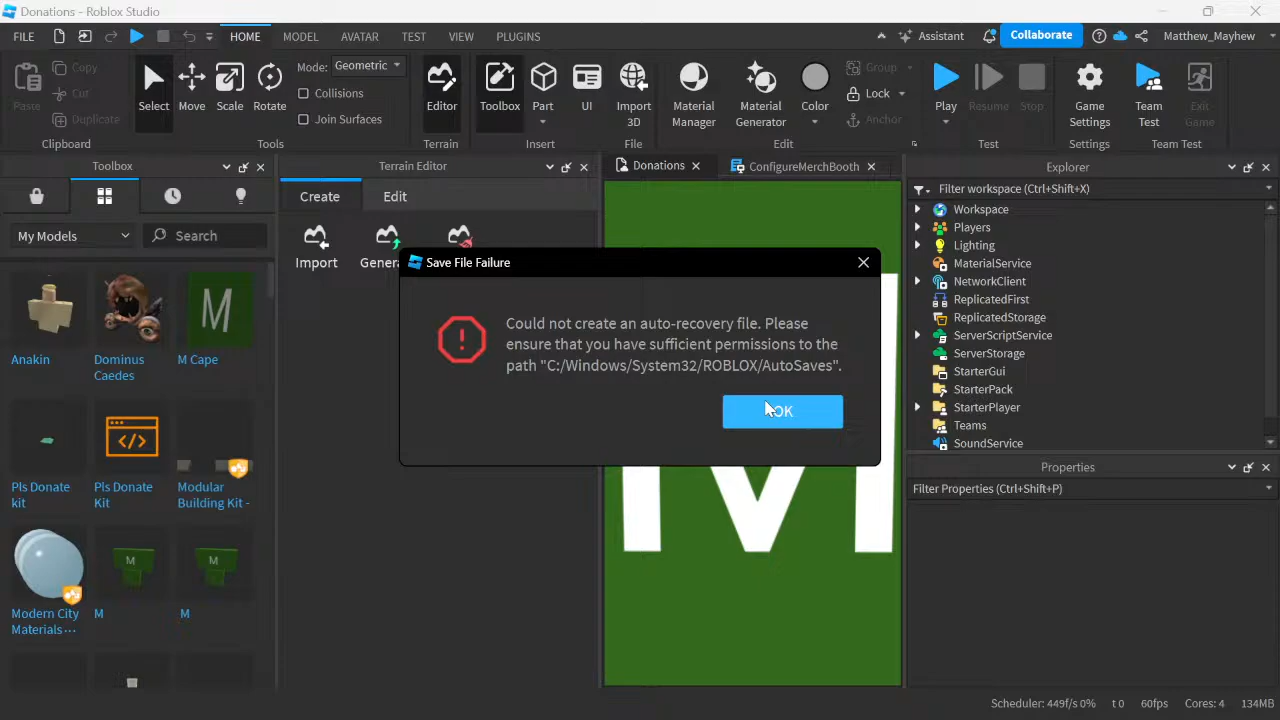 Donations - Roblox Studio
FILE
HOME
MODEL
AVATAR
TEST
VIEW
PLUGINS
Assistant
Collaborate
Matthew_Mayhew
Paste
Copy
Cut
Duplicate
Clipboard
Select
Move
Scale
Rotate
Mode: Geometric
Collisions
Join Surfaces
Tools
Editor
Terrain
Toolbox
Part
UI
Insert
Import
3D
File
Material
Manager
Material
Generator
Color
Group
Lock
Anchor
Edit
Play
Resume
Stop
Test
Game
Settings
Settings
Team
Test
Exit
Game
Team Test
Toolbox
My Models
Search
Anakin
Dominus
Caedes
M
M Cape
Pls Donate
kit
Pls Donate
Kit
Modular
Building Kit -
Modern City
Materials...
M
M
M
M
Terrain Editor
Create
Edit
Import
Genera
Donations
ConfigureMerchBooth
M
Save File Failure
Could not create an auto-recovery file. Please
ensure that you have sufficient permissions to the
path "C:/Windows/System32/ROBLOX/AutoSaves".
OK
Explorer
Filter workspace (Ctrl+Shift+X)
Workspace
Players
Lighting
MaterialService
NetworkClient
ReplicatedFirst
ReplicatedStorage
ServerScriptService
ServerStorage
StarterGui
StarterPack
StarterPlayer
Teams
SoundService
Properties
Filter Properties (Ctrl+Shift+P)
Scheduler: 449f/s 0%
t 0
60fps
Cores: 4
134MB